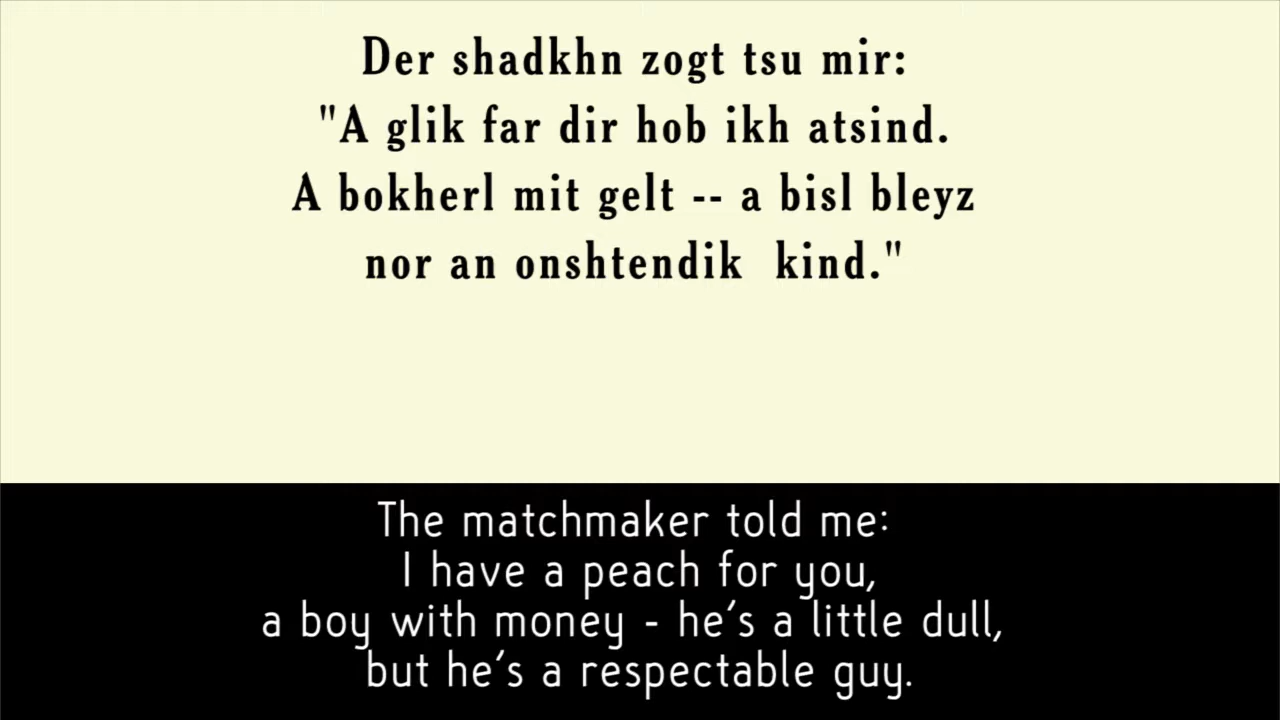 Der shadkhn zogt tsu mir:
"A glik far dir hob ikh atsind.
A bokherl mit gelt -- a bisl bleyz
nor an onshtendik kind."
The matchmaker told me:
I have a peach for you,
a boy with money - he's a little dull,
but he's a respectable guy.